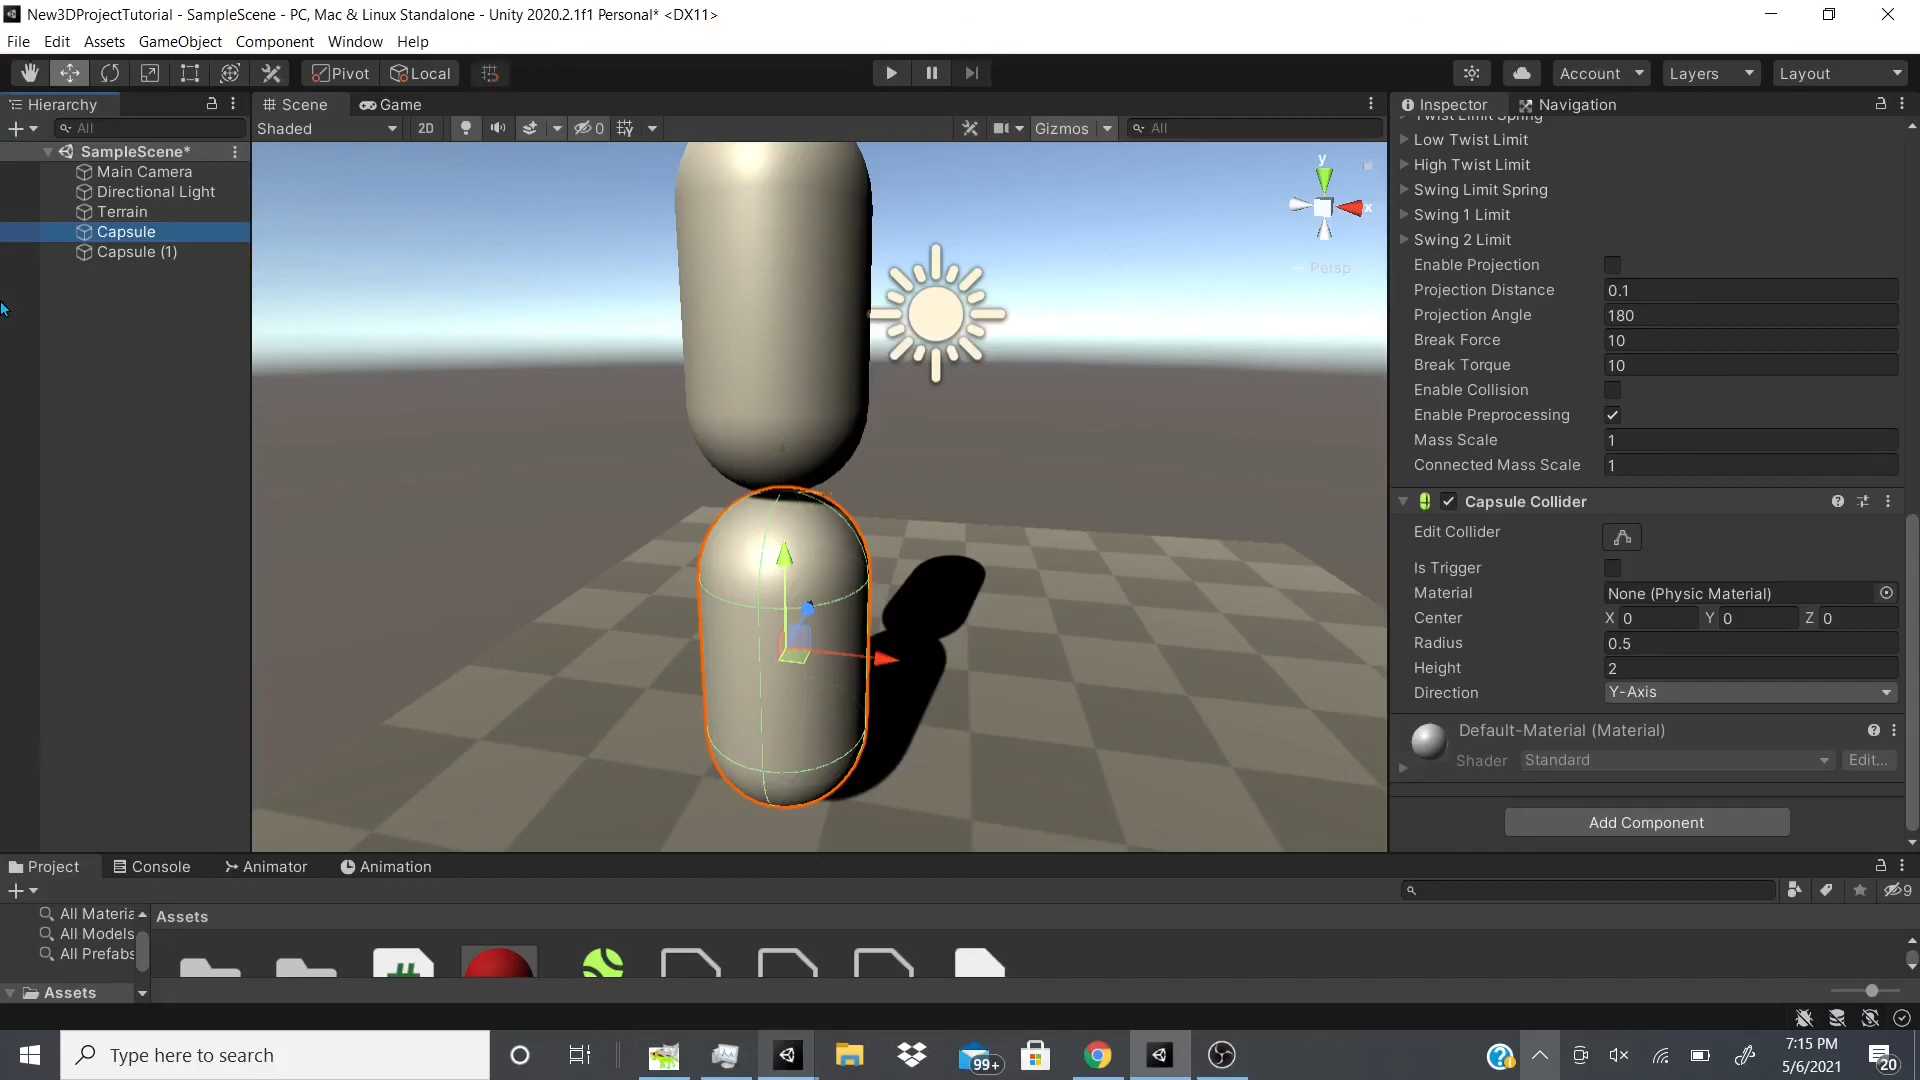 New3DProjectTutorial - SampleScene - PC, Mac & Linux Standalone - Unity 2020.2.1f1 Personal* <DX11>
File Edit Assets GameObject Component Window Help
Pivot Local Account Layers Layout
Hierarchy
All
SampleScene*
Main Camera
Directional Light
Terrain
Capsule
Capsule (1)
Scene Game
Shaded 2D 0 Gizmos All
y
x
Persp
Inspector Navigation
Twist Limit Spring
Low Twist Limit
High Twist Limit
Swing Limit Spring
Swing 1 Limit
Swing 2 Limit
Enable Projection
Projection Distance 0.1
Projection Angle 180
Break Force 10
Break Torque 10
Enable Collision
Enable Preprocessing
Mass Scale 1
Connected Mass Scale 1
Capsule Collider
Edit Collider
Is Trigger
Material None (Physic Material)
Center X 0 Y 0 Z 0
Radius 0.5
Height 2
Direction Y-Axis
Default-Material (Material)
Shader Standard Edit...
Add Component
Project Console Animator Animation
9
All Materia
All Models
All Prefabs
Assets
Assets
Type here to search
99+
7:15 PM
5/6/2021
20